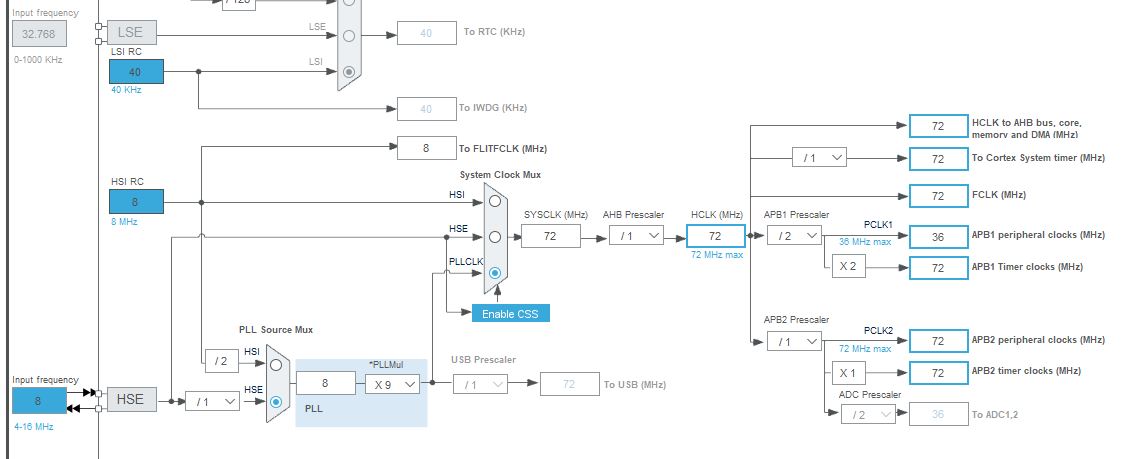 Input frequency
32.768
0-1000 KHz
LSE
LSE
40
To RTC (KHz)
LSI RC
40
40 KHz
LSI
40
To IWDG (KHz)
8
To FLITFCLK (MHz)
HSI RC
8
8 MHz
System Clock Mux
HSI
HSE
PLLCLK
Enable CSS
SYSCLK (MHz)
72
AHB Prescaler
/ 1
HCLK (MHz)
72
72 MHz max
72
HCLK to AHB bus, core,
memory and DMA (MHz)
/ 1
72
To Cortex System timer (MHz)
72
FCLK (MHz)
APB1 Prescaler
/ 2
PCLK1
36 MHz max
36
APB1 peripheral clocks (MHz)
X 2
72
APB1 Timer clocks (MHz)
APB2 Prescaler
/ 1
PCLK2
72 MHz max
72
APB2 peripheral clocks (MHz)
X 1
72
APB2 timer clocks (MHz)
ADC Prescaler
/ 2
36
To ADC1,2
PLL Source Mux
/ 2
HSI
HSE
Input frequency
8
4-16 MHz
HSE
/ 1
8
*PLLMul
X 9
PLL
USB Prescaler
/ 1
72
To USB (MHz)